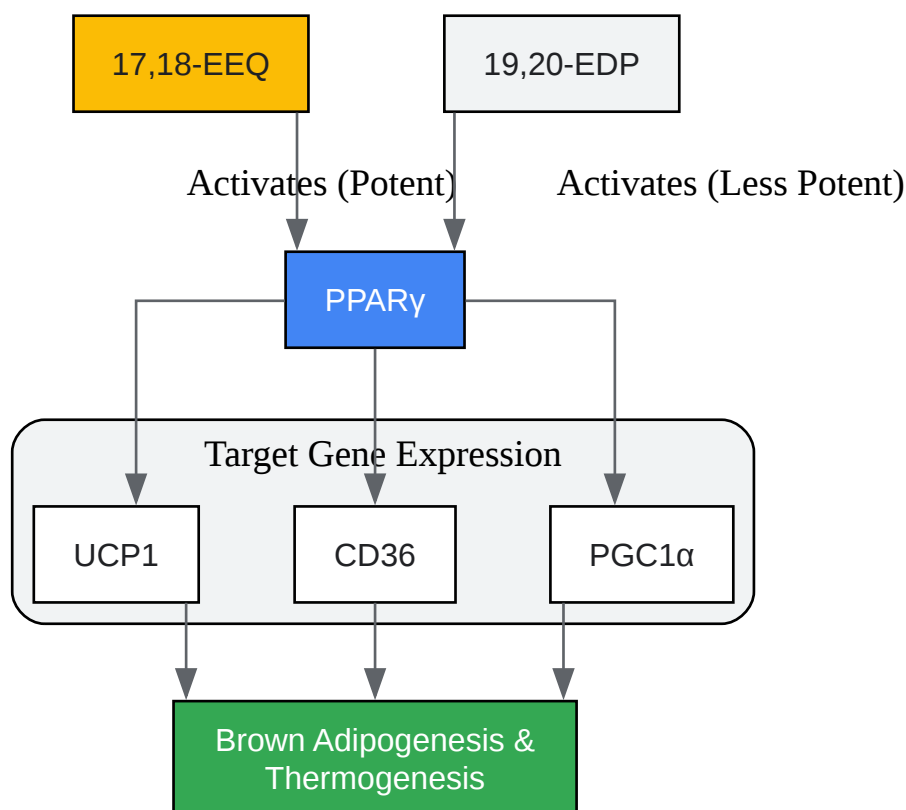 17,18-EEQ
19,20-EDP
Activates (Potent)
Activates (Less Potent)
PPARγ
Target Gene Expression
UCP1
CD36
PGC1α
Brown Adipogenesis &
Thermogenesis